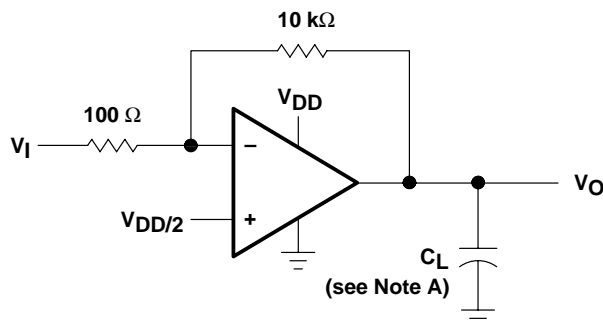 10 kΩ
VDD
100 Ω
VI
−
VO
VDD/2
+
CL
(see Note A)